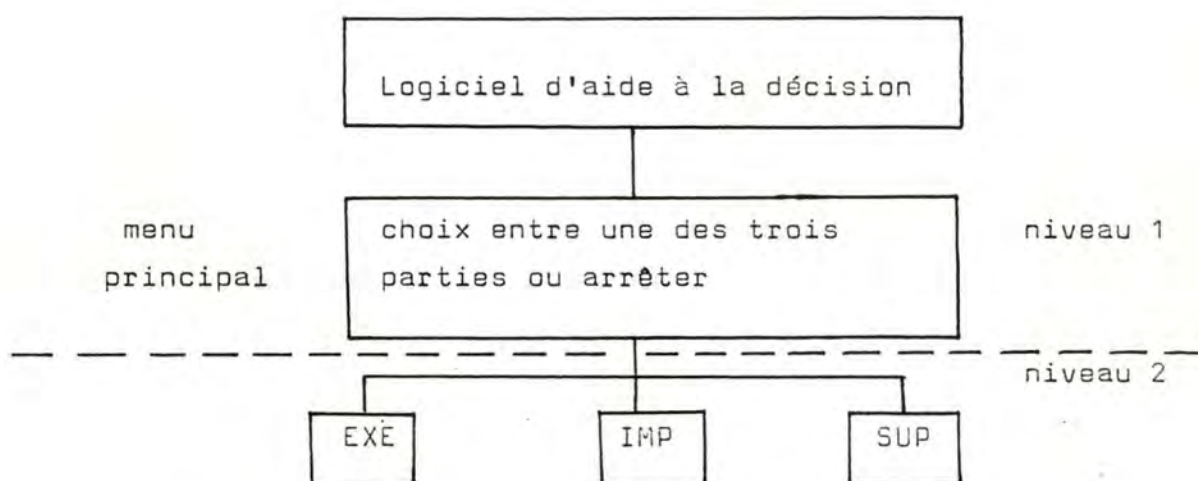 Logiciel d'aide à la décision
menu
principal
choix entre une des trois
parties ou arrêter
niveau 1
niveau 2
EXE
IMP
SUP